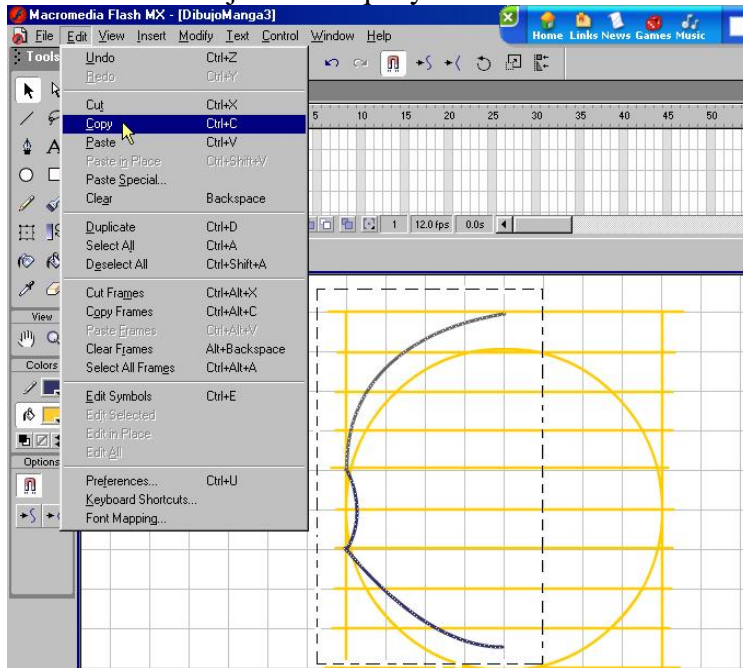 Macromedia Flash MX - [DibujoManga3]
Home Links News Games Music
File Edit View Insert Modify Text Control Window Help
Tools
Undo Ctrl+Z
Redo Ctrl+Y
Cut Ctrl+X
Copy Ctrl+C
Paste Ctrl+V
Paste in Place Ctrl+Shift+V
Paste Special...
Clear Backspace
Duplicate Ctrl+D
Select All Ctrl+A
Deselect All Ctrl+Shift+A
Cut Frames Ctrl+Alt+X
Copy Frames Ctrl+Alt+C
Paste Frames Ctrl+Alt+V
Clear Frames Alt+Backspace
Select All Frames Ctrl+Alt+A
Edit Symbols Ctrl+E
Edit Selected
Edit in Place
Edit All
Preferences... Ctrl+U
Keyboard Shortcuts...
Font Mapping...
5 10 15 20 25 30 35 40 45 50
1 12.0 fps 0.0s
View
Colors
Options